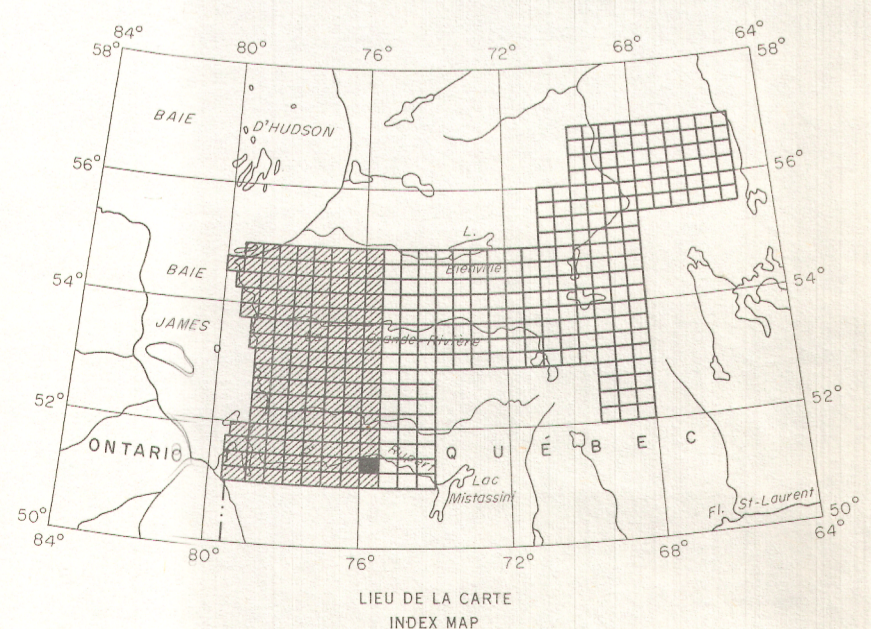 84°
58°
80°
76°
72°
68°
64°
58°
BAIE
D'HUDSON
56°
56°
L.
Bienville
BAIE
54°
54°
JAMES
La Grande-Rivière
52°
52°
ONTARIO
QUÉBEC
Rupert
Lac
Mistassini
Fl. St-Laurent
50°
84°
80°
76°
72°
68°
50°
64°
LIEU DE LA CARTE
INDEX MAP